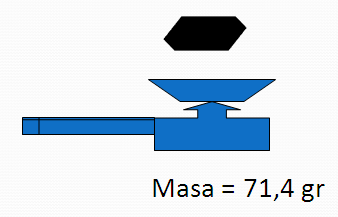 Masa = 71,4 gr